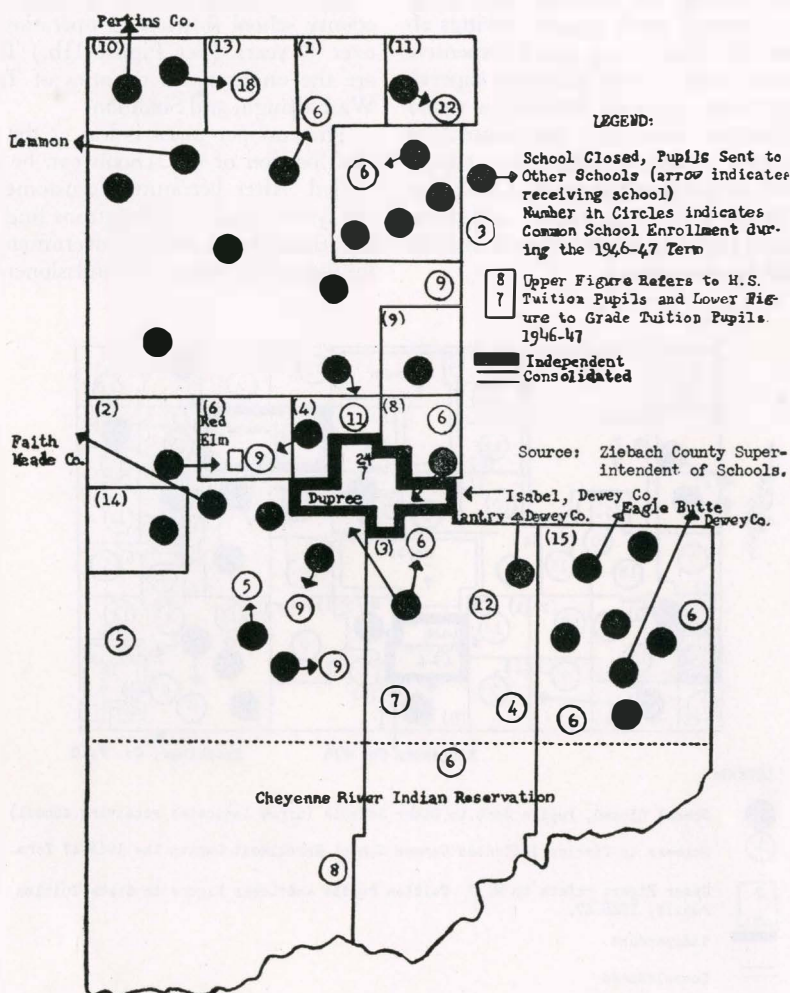 Perkins Co.
(10) (13) (1) (11)
18
6
12
Lemmon
6
3
9
(9)
LEGEND:
School Closed, Pupils Sent to
Other Schools (arrow indicates
receiving school)
Number in Circles indicates
Common School Enrollment dur-
ing the 1946-47 Term
8
7
Upper Figure Refers to H.S.
Tuition Pupils and Lower Fig-
ure to Grade Tuition Pupils
1946-47
Independent
Consolidated
Source: Ziebach County Super-
intendent of Schools.
(2) (6) (4) (8)
Red
Elm
9
11
6
24
7
Faith
Meade Co.
(14)
Dupree
Isabel, Dewey Co.
Lantry Dewey Co.
Eagle Butte
Dewey Co.
(3)
6
(15)
5
9
12
6
5
9
7
4
6
6
Cheyenne River Indian Reservation
8